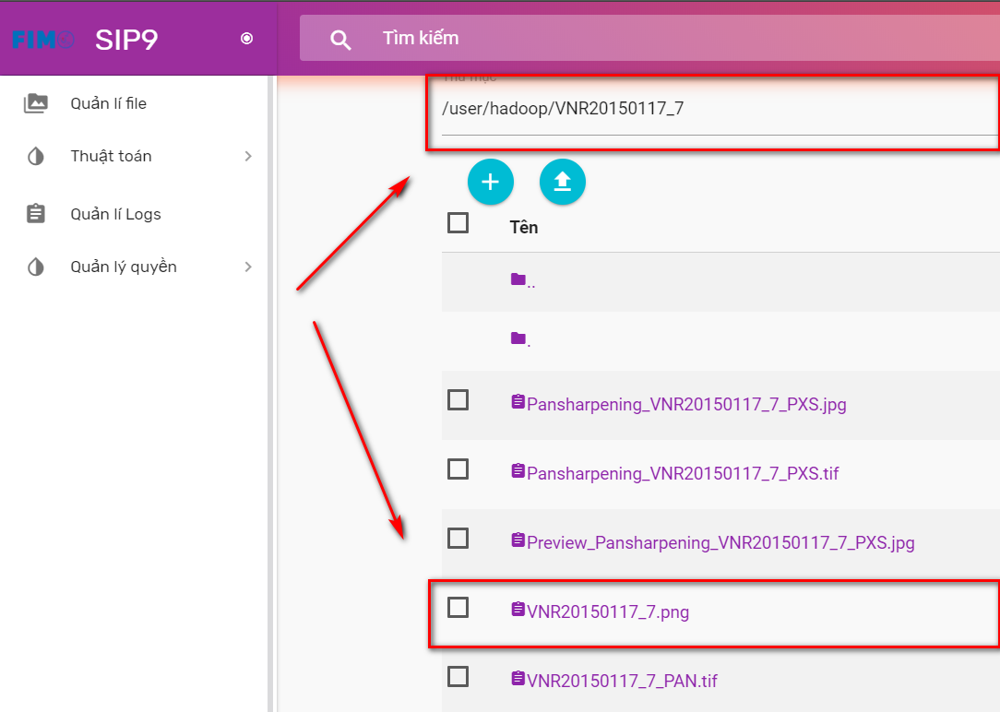 FIMO SIP9
Tìm kiếm
Quản lí file
Thuật toán
Quản lí Logs
Quản lý quyền
Thư mục
/user/hadoop/VNR20150117_7
Tên
..
.
Pansharpening_VNR20150117_7_PXS.jpg
Pansharpening_VNR20150117_7_PXS.tif
Preview_Pansharpening_VNR20150117_7_PXS.jpg
VNR20150117_7.png
VNR20150117_7_PAN.tif